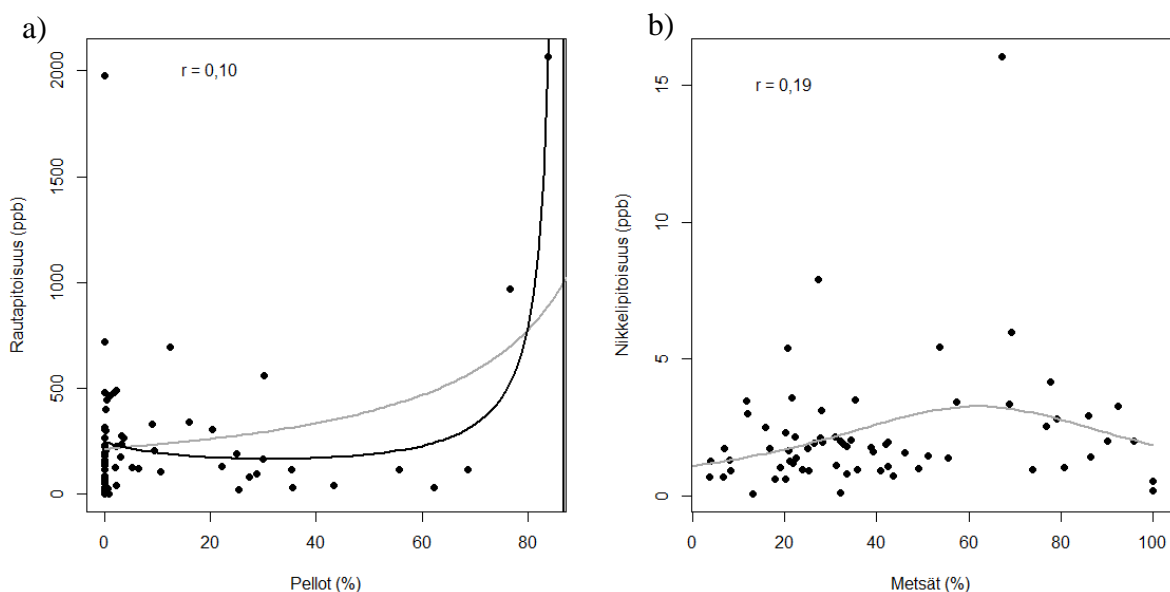 a)
r = 0,10
Rautapitoisuus (ppb)
2000
1500
1000
500
0
0 20 40 60 80
Pellot (%)
b)
r = 0,19
Nikkelipitoisuus (ppb)
15
10
5
0
0 20 40 60 80 100
Metsät (%)